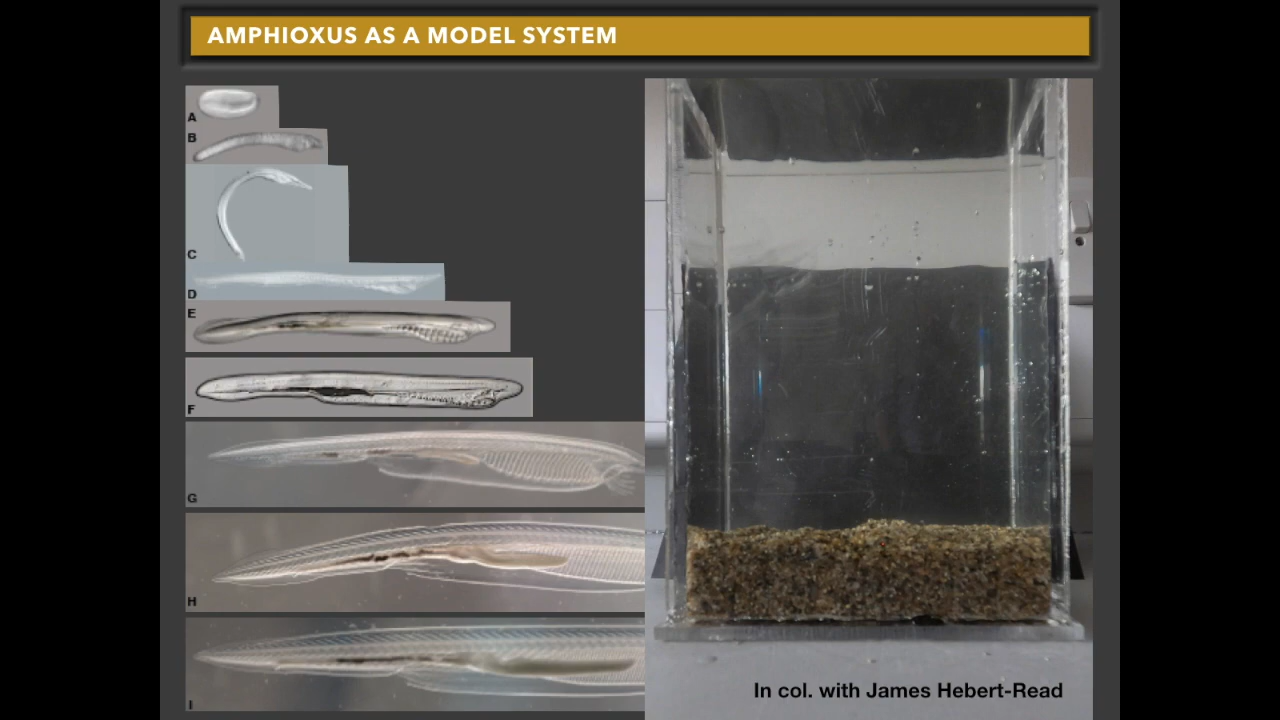 AMPHIOXUS AS A MODEL SYSTEM
A
B
C
D
E
F
G
H
I
In col. with James Hebert-Read